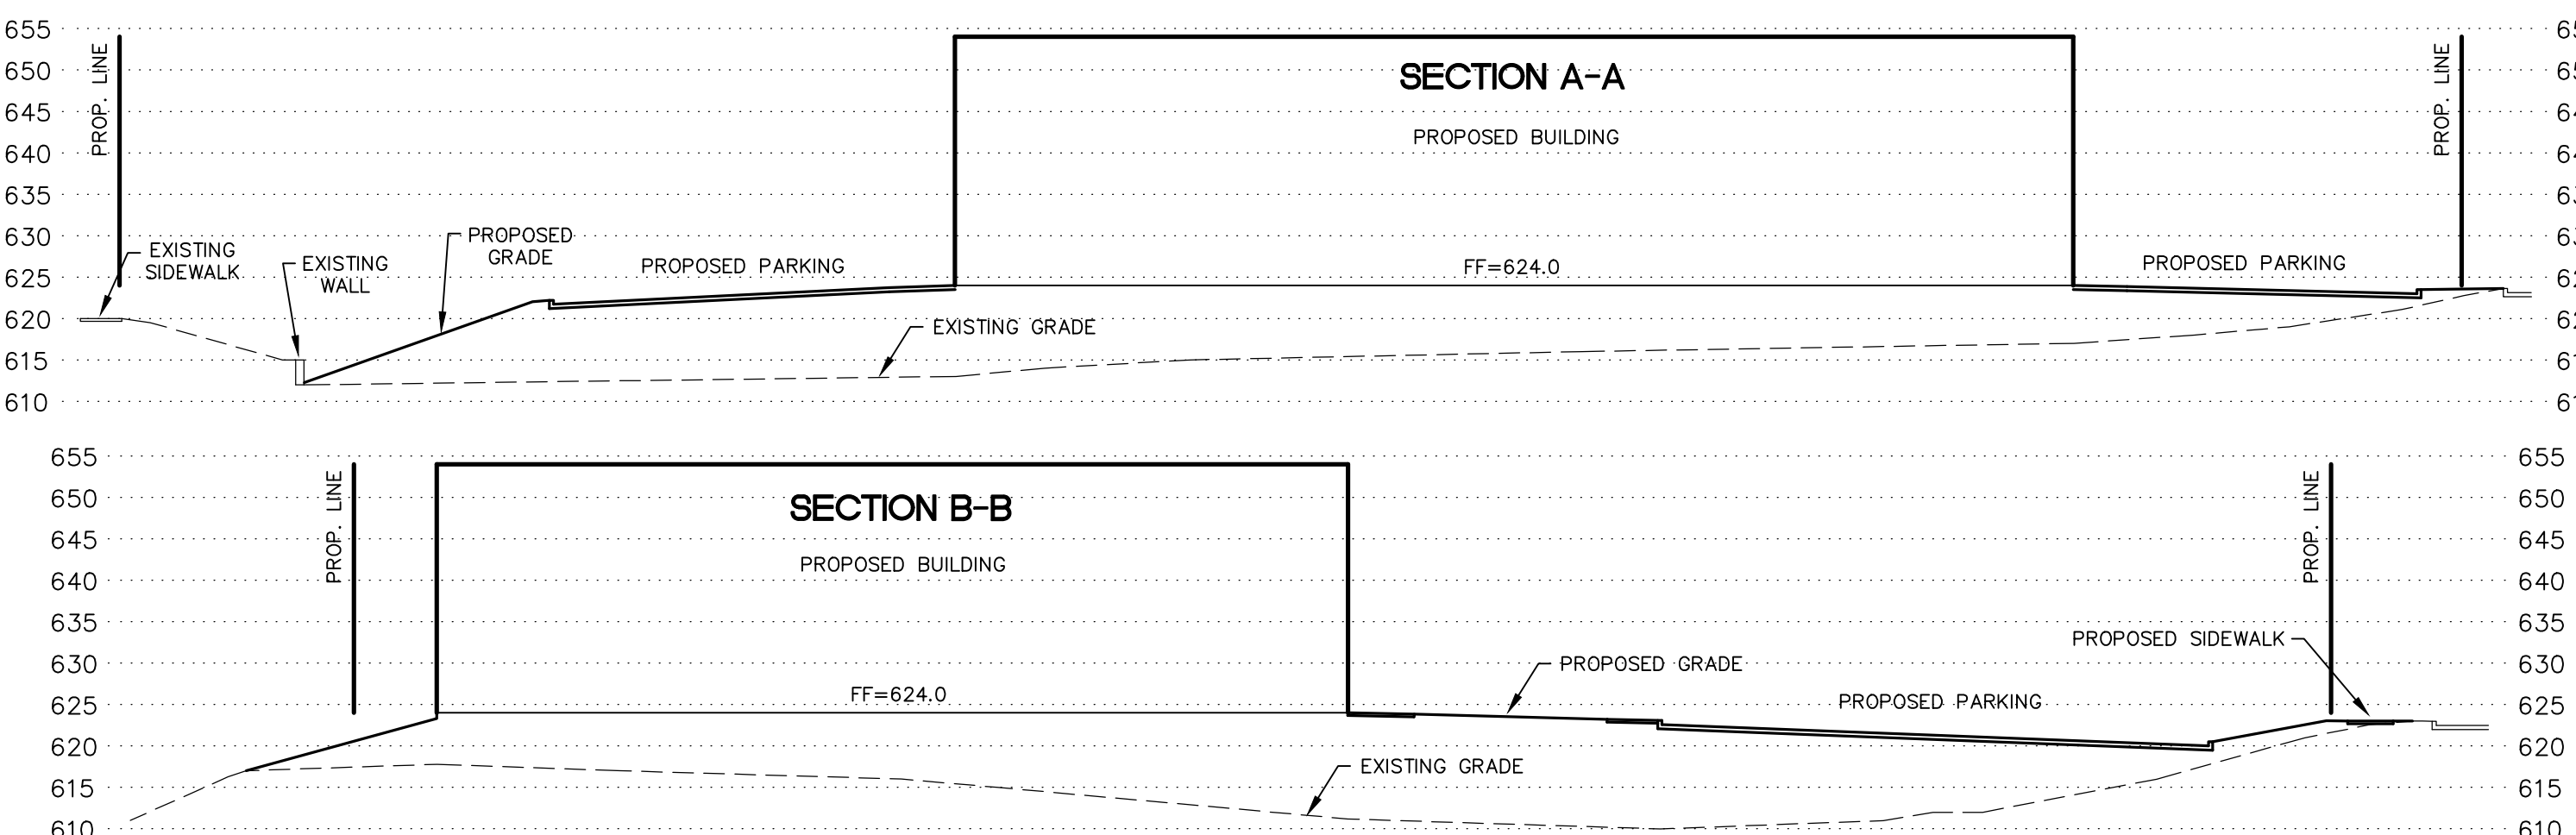 655
650
645
640
635
630
625
620
615
610
PROP. LINE
EXISTING
SIDEWALK
EXISTING
WALL
PROPOSED
GRADE
PROPOSED PARKING
SECTION A-A
PROPOSED BUILDING
FF=624.0
EXISTING GRADE
PROPOSED PARKING
PROP. LINE
655
650
645
640
635
630
625
620
615
610
PROP. LINE
SECTION B-B
PROPOSED BUILDING
FF=624.0
PROPOSED GRADE
EXISTING GRADE
PROPOSED PARKING
PROPOSED SIDEWALK
PROP. LINE
655
650
645
640
635
630
625
620
615
610